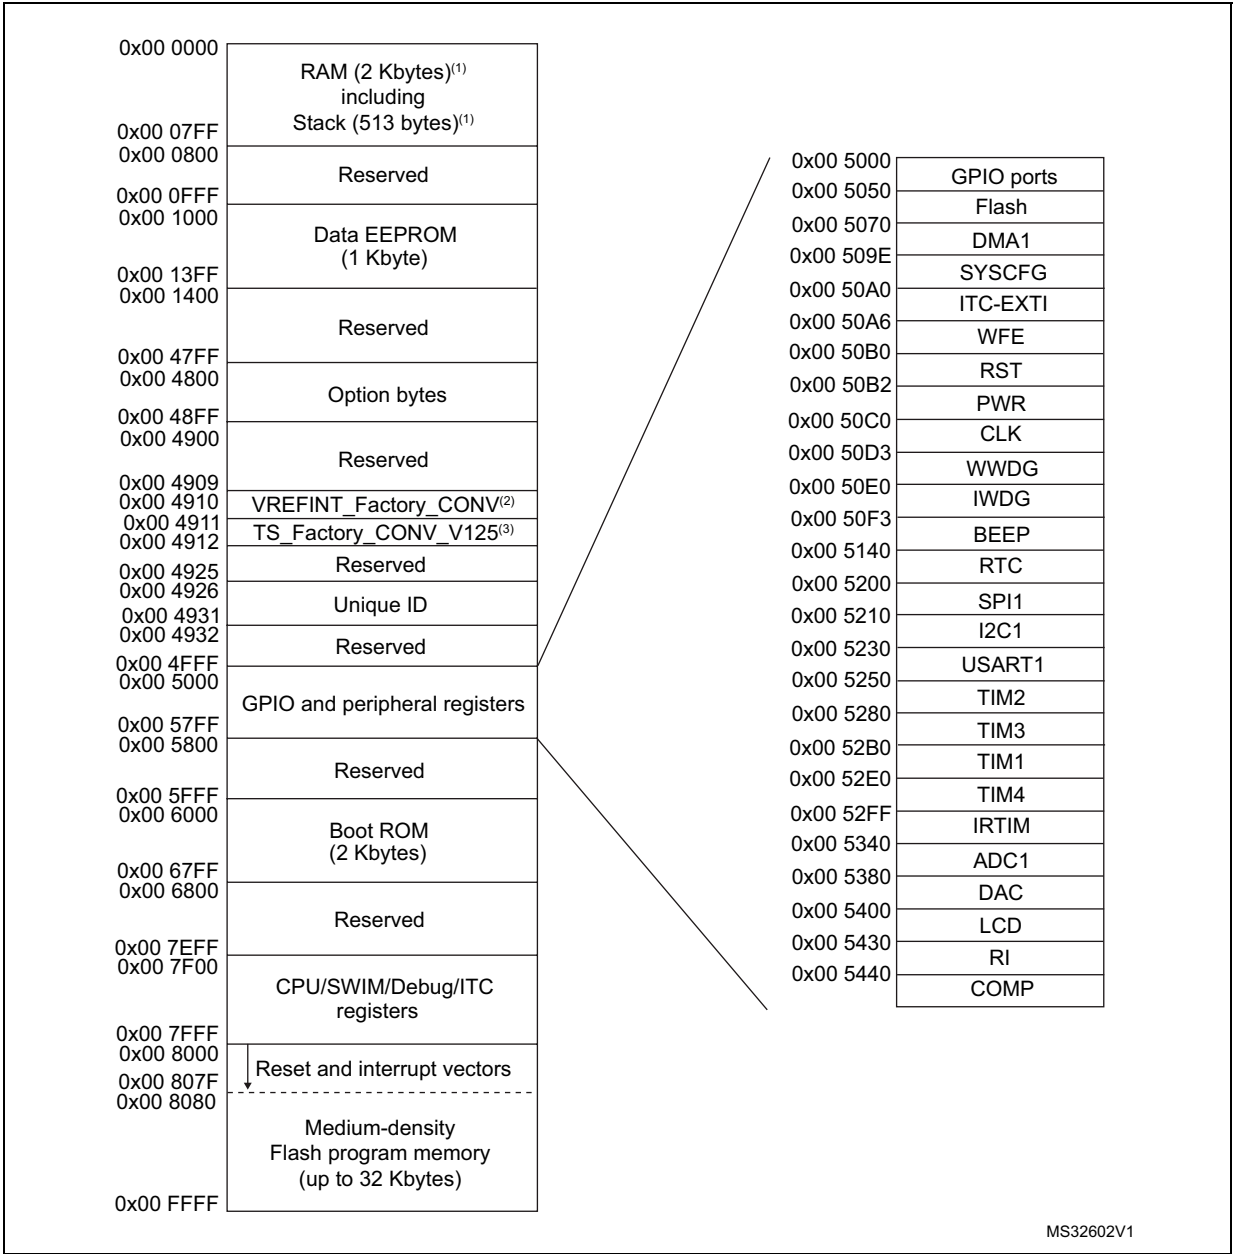 0x00 0000
RAM (2 Kbytes)(1)
including
Stack (513 bytes)(1)
0x00 07FF
0x00 0800
Reserved
0x00 0FFF
0x00 1000
Data EEPROM
(1 Kbyte)
0x00 13FF
0x00 1400
Reserved
0x00 47FF
0x00 4800
Option bytes
0x00 48FF
0x00 4900
Reserved
0x00 4909
0x00 4910
VREFINT_Factory_CONV(2)
0x00 4911
TS_Factory_CONV_V125(3)
0x00 4912
Reserved
0x00 4925
0x00 4926
Unique ID
0x00 4931
0x00 4932
Reserved
0x00 4FFF
0x00 5000
GPIO and peripheral registers
0x00 57FF
0x00 5800
Reserved
0x00 5FFF
0x00 6000
Boot ROM
(2 Kbytes)
0x00 67FF
0x00 6800
Reserved
0x00 7EFF
0x00 7F00
CPU/SWIM/Debug/ITC
registers
0x00 7FFF
0x00 8000
Reset and interrupt vectors
0x00 807F
0x00 8080
Medium-density
Flash program memory
(up to 32 Kbytes)
0x00 FFFF
0x00 5000
GPIO ports
0x00 5050
Flash
0x00 5070
DMA1
0x00 509E
SYSCFG
0x00 50A0
ITC-EXTI
0x00 50A6
WFE
0x00 50B0
RST
0x00 50B2
PWR
0x00 50C0
CLK
0x00 50D3
WWDG
0x00 50E0
IWDG
0x00 50F3
BEEP
0x00 5140
RTC
0x00 5200
SPI1
0x00 5210
I2C1
0x00 5230
USART1
0x00 5250
TIM2
0x00 5280
TIM3
0x00 52B0
TIM1
0x00 52E0
TIM4
0x00 52FF
IRTIM
0x00 5340
ADC1
0x00 5380
DAC
0x00 5400
LCD
0x00 5430
RI
0x00 5440
COMP
MS32602V1